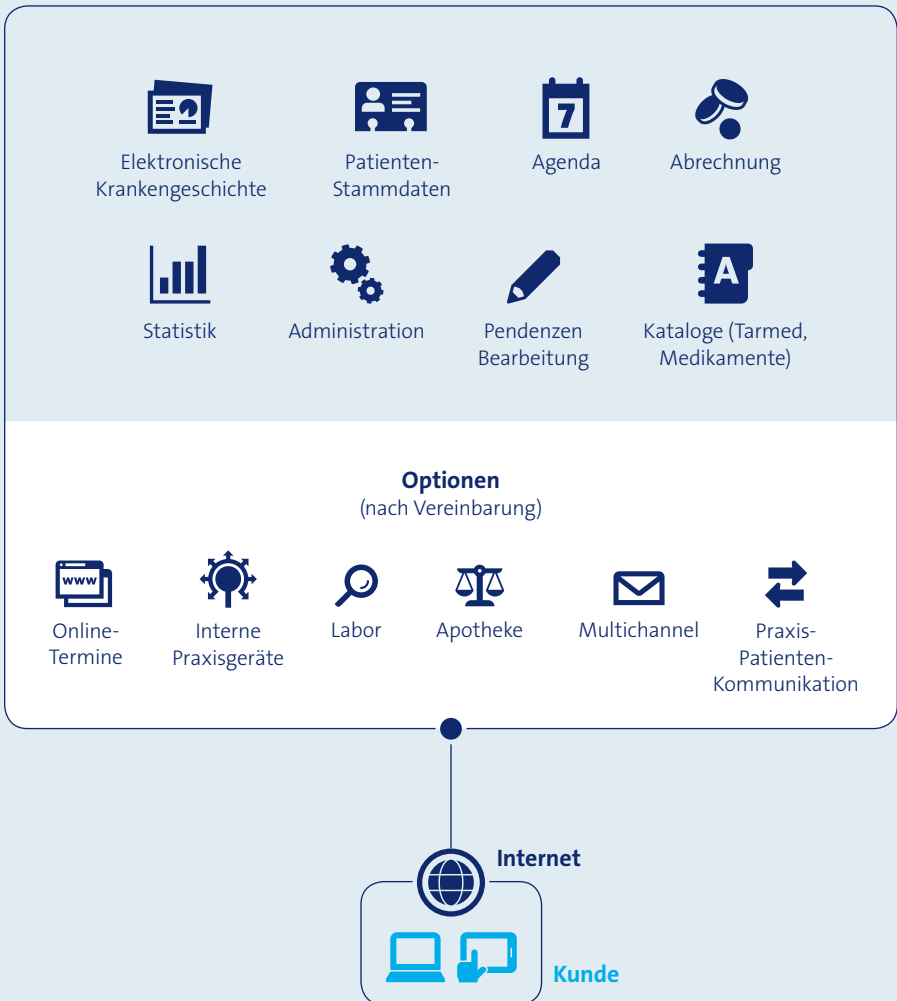 7
Elektronische
Krankengeschichte
Patienten-
Stammdaten
Agenda
Abrechnung
A
Statistik
Administration
Pendenzen
Bearbeitung
Kataloge (Tarmed,
Medikamente)
Optionen
(nach Vereinbarung)
www
Online-
Termine
Interne
Praxisgeräte
Labor
Apotheke
Multichannel
Praxis-
Patienten-
Kommunikation
Internet
Kunde